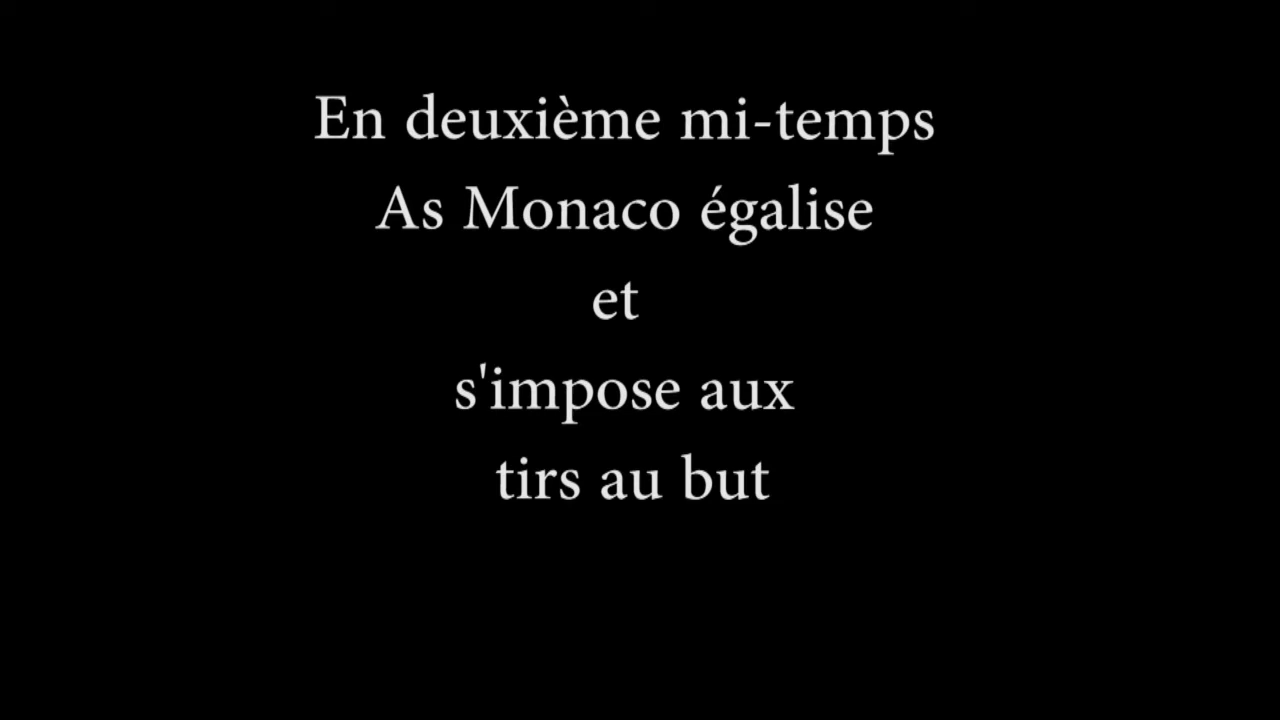 En deuxième mi-temps
As Monaco égalise
et
s'impose aux
tirs au but